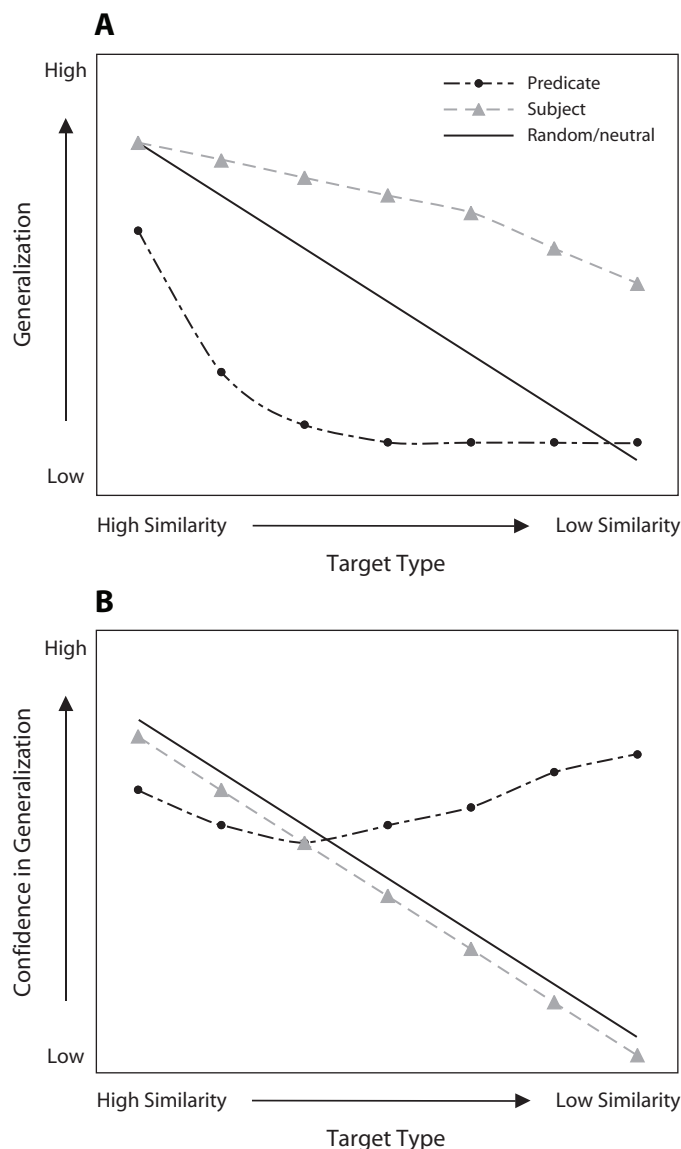 A
High
Predicate
Subject
Random/neutral
Generalization
Low
High Similarity
Low Similarity
Target Type
B
High
Confidence in Generalization
Low
High Similarity
Low Similarity
Target Type